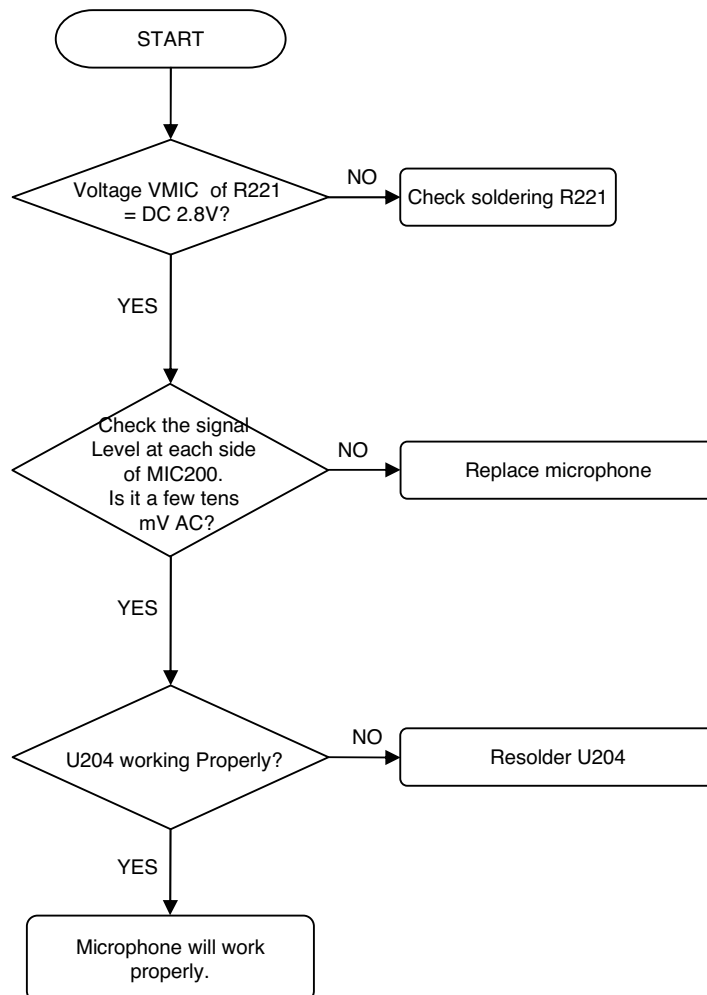 START
Voltage VMIC of R221
= DC 2.8V?
NO
Check soldering R221
YES
Check the signal
Level at each side
of MIC200.
Is it a few tens
mV AC?
NO
Replace microphone
YES
U204 working Properly?
NO
Resolder U204
YES
Microphone will work
properly.